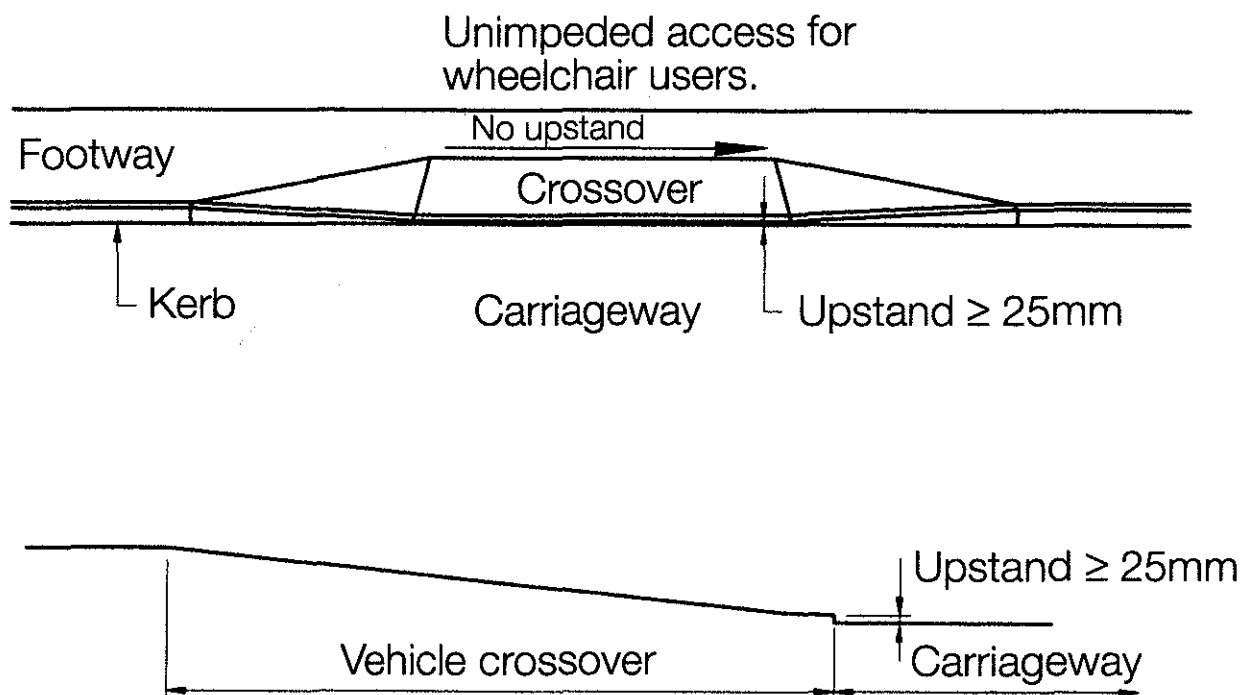 Unimpeded access for
wheelchair users.
No upstand
Footway
Crossover
Kerb
Carriageway
Upstand ≥ 25mm
Upstand ≥ 25mm
Vehicle crossover
Carriageway